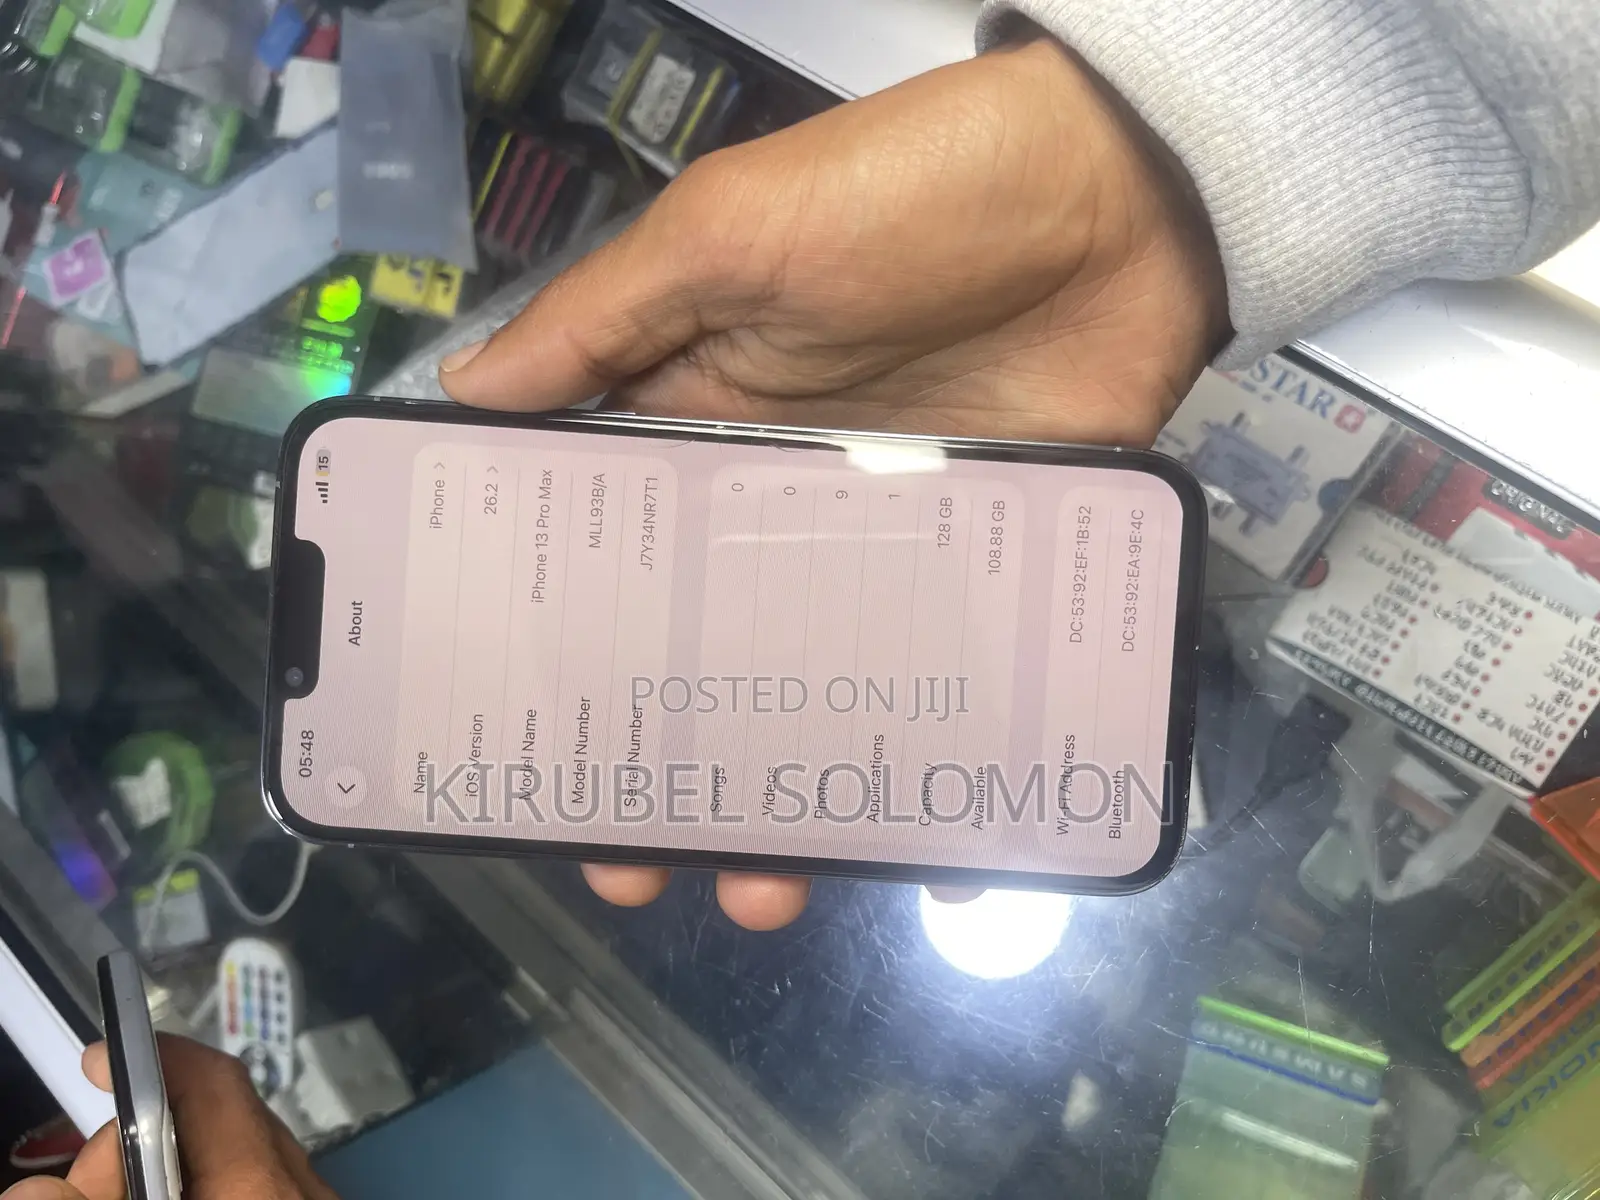 05:48
15
About
Name iPhone
iOS Version 26.2
Model Name iPhone 13 Pro Max
Model Number MLL93B/A
Serial Number J7Y34NR7T1
Songs 0
Videos 0
Photos 9
Applications 1
Capacity 128 GB
Available 108.88 GB
Wi-Fi Address DC:53:92:EF:1B:52
Bluetooth DC:53:92:EA:9E:4C
POSTED ON JIJI
KIRUBEL SOLOMON
STAR
ORIGINAL
SAMSUNG
NOKIA